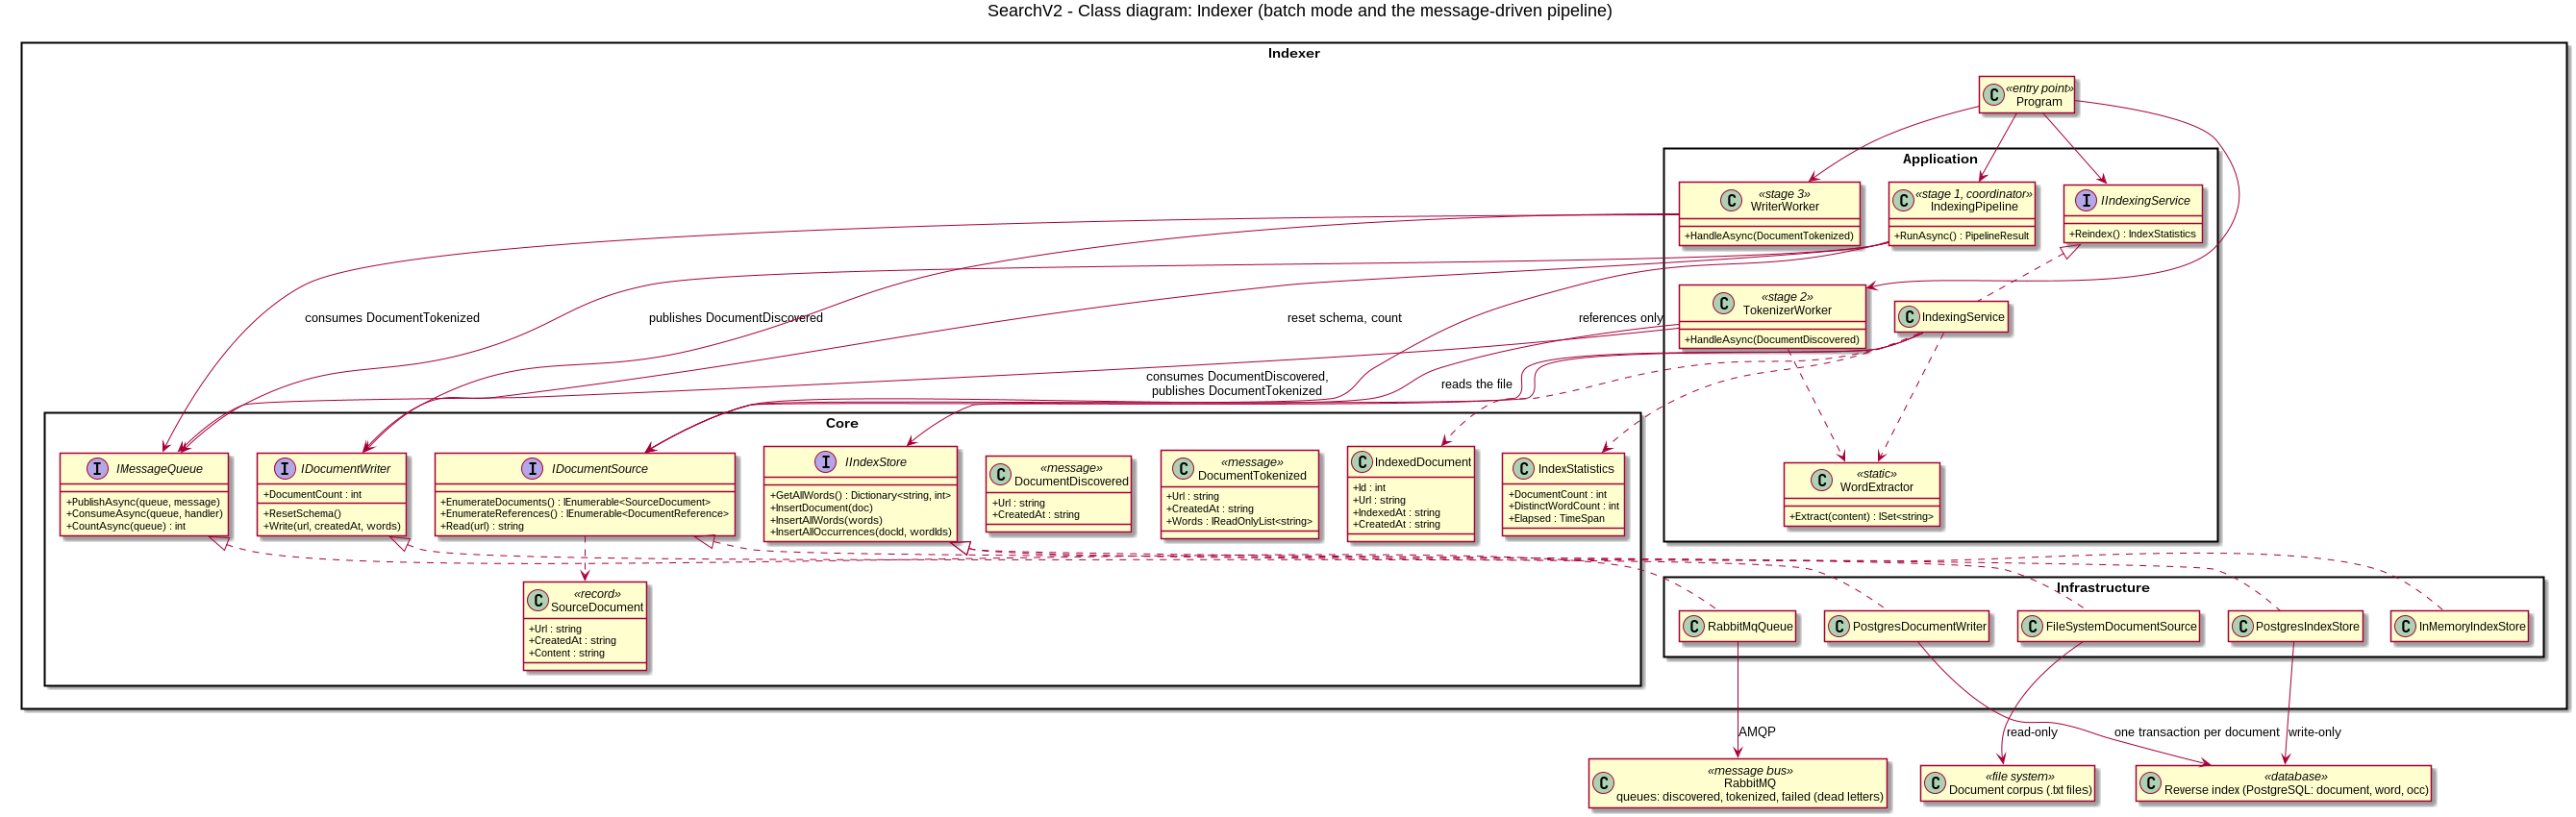 SearchV2 - Class diagram: Indexer (batch mode and the message-driven pipeline)
Indexer
C
«entry point»
Program
Application
C
«stage 3»
WriterWorker
+HandleAsync(DocumentTokenized)
C
«stage 1, coordinator»
IndexingPipeline
+RunAsync() : PipelineResult
I
IIndexingService
+Reindex() : IndexStatistics
C
«stage 2»
TokenizerWorker
+HandleAsync(DocumentDiscovered)
C
IndexingService
C
«static»
WordExtractor
+Extract(content) : ISet<string>
consumes DocumentTokenized
publishes DocumentDiscovered
reset schema, count
references only
consumes DocumentDiscovered,
publishes DocumentTokenized
reads the file
Core
I
IMessageQueue
+PublishAsync(queue, message)
+ConsumeAsync(queue, handler)
+CountAsync(queue) : int
I
IDocumentWriter
+DocumentCount : int
+ResetSchema()
+Write(url, createdAt, words)
I
IDocumentSource
+EnumerateDocuments() : IEnumerable<SourceDocument>
+EnumerateReferences() : IEnumerable<DocumentReference>
+Read(url) : string
I
IIndexStore
+GetAllWords() : Dictionary<string, int>
+InsertDocument(doc)
+InsertAllWords(words)
+InsertAllOccurrences(docId, wordIds)
C
«message»
DocumentDiscovered
+Url : string
+CreatedAt : string
C
«message»
DocumentTokenized
+Url : string
+CreatedAt : string
+Words : IReadOnlyList<string>
C
IndexedDocument
+Id : int
+Url : string
+IndexedAt : string
+CreatedAt : string
C
IndexStatistics
+DocumentCount : int
+DistinctWordCount : int
+Elapsed : TimeSpan
C
«record»
SourceDocument
+Url : string
+CreatedAt : string
+Content : string
Infrastructure
C
RabbitMqQueue
C
PostgresDocumentWriter
C
FileSystemDocumentSource
C
PostgresIndexStore
C
InMemoryIndexStore
AMQP
read-only
one transaction per document
write-only
C
«message bus»
RabbitMQ
queues: discovered, tokenized, failed (dead letters)
C
«file system»
Document corpus (.txt files)
C
«database»
Reverse index (PostgreSQL: document, word, occ)